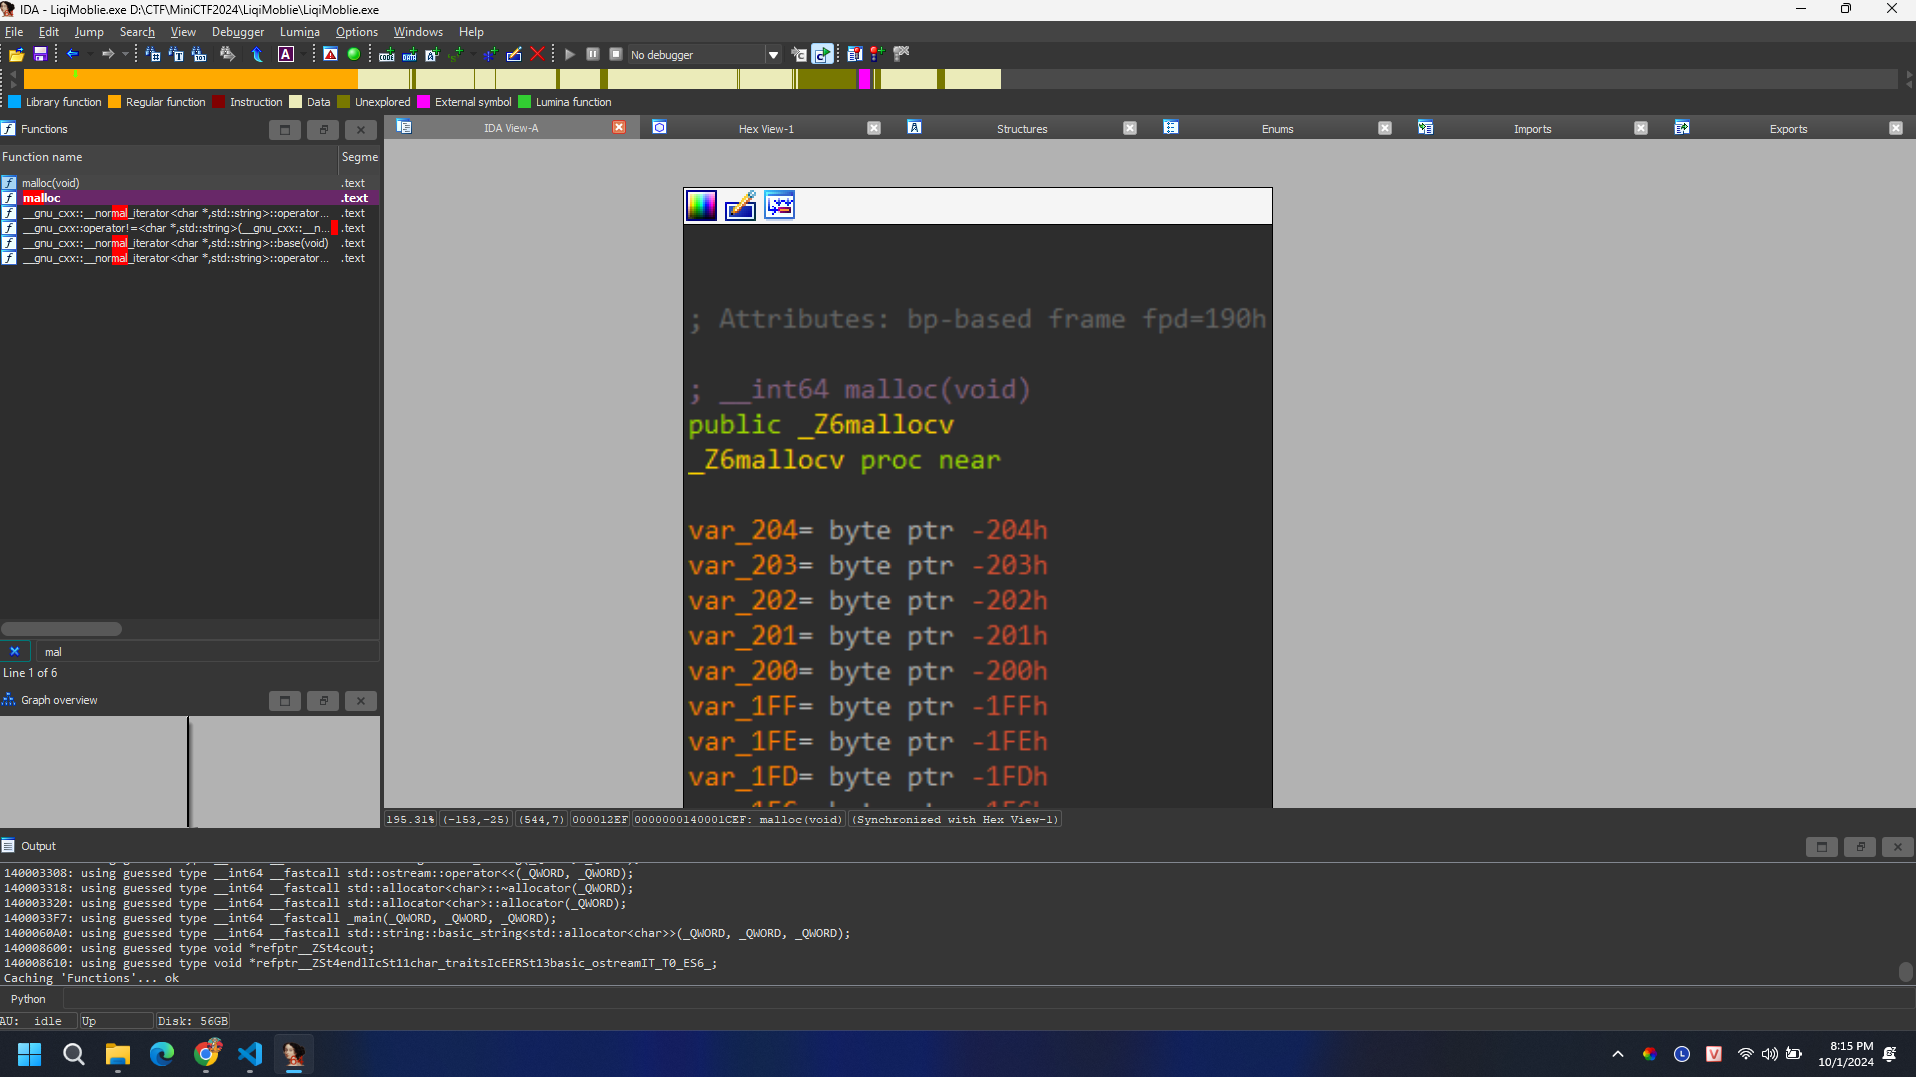 IDA - LiqiMoblie.exe D:\CTF\MiniCTF2024\LiqiMoblie\LiqiMoblie.exe
File Edit Jump Search View Debugger Lumina Options Windows Help
No debugger
Library function Regular function Instruction Data Unexplored External symbol Lumina function
Functions
IDA View-A Hex View-1 Structures Enums Imports Exports
Function name Segme
malloc(void) .text
malloc .text
__gnu_cxx::__normal_iterator<char *,std::string>::operator... .text
__gnu_cxx::operator!=<char *,std::string>(__gnu_cxx::__n... .text
__gnu_cxx::__normal_iterator<char *,std::string>::base(void) .text
__gnu_cxx::__normal_iterator<char *,std::string>::operator... .text
; Attributes: bp-based frame fpd=190h
; __int64 malloc(void)
public _Z6mallocv
_Z6mallocv proc near
var_204= byte ptr -204h
var_203= byte ptr -203h
var_202= byte ptr -202h
var_201= byte ptr -201h
var_200= byte ptr -200h
var_1FF= byte ptr -1FFh
var_1FE= byte ptr -1FEh
var_1FD= byte ptr -1FDh
mal
Line 1 of 6
Graph overview
195.31% (-153,-25) (544,7) 000012EF 0000000140001CEF: malloc(void) (Synchronized with Hex View-1)
Output
140003308: using guessed type __int64 __fastcall std::ostream::operator<<(_QWORD, _QWORD);
140003318: using guessed type __int64 __fastcall std::allocator<char>::~allocator(_QWORD);
140003320: using guessed type __int64 __fastcall std::allocator<char>::allocator(_QWORD);
1400033F7: using guessed type __int64 __fastcall _main(_QWORD, _QWORD, _QWORD);
1400060A0: using guessed type __int64 __fastcall std::string::basic_string<std::allocator<char>>(_QWORD, _QWORD, _QWORD);
140008600: using guessed type void *refptr__ZSt4cout;
140008610: using guessed type void *refptr__ZSt4endlIcSt11char_traitsIcEERSt13basic_ostreamIT_T0_ES6_;
Caching 'Functions'... ok
Python
AU: idle Up Disk: 56GB
8:15 PM
10/1/2024